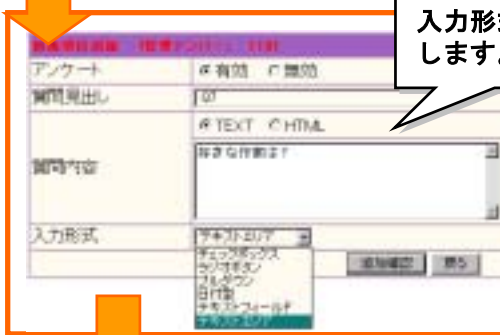 入力形
します。
アンケート
有効 無効
質問見出し
Q7
TEXT HTML
質問内容
好きな作曲家は？
入力形式
テキストエリア
チェックボックス
ラジオボタン
プルダウン
日付型
テキストフィールド
テキストエリア
追加確認 戻る